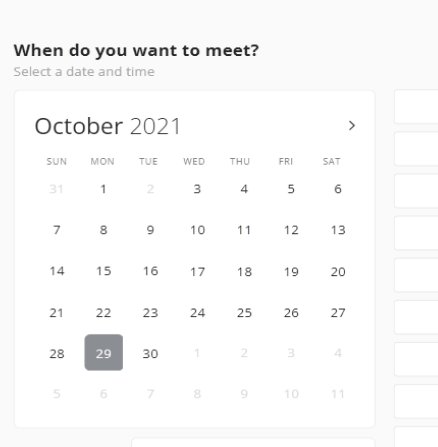 When do you want to meet?
Select a date and time
October 2021
SUN MON TUE WED THU FRI SAT
31 1 2 3 4 5 6
7 8 9 10 11 12 13
14 15 16 17 18 19 20
21 22 23 24 25 26 27
28 29 30 1 2 3 4
5 6 7 8 9 10 11